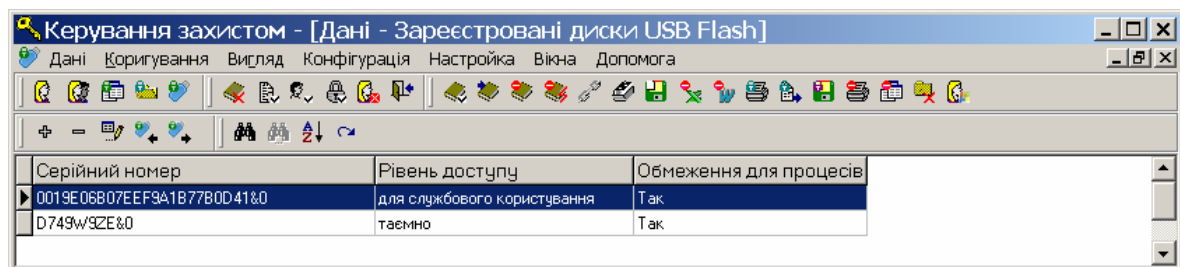 Керування захистом - [Дані - Зареєстровані диски USB Flash]
Дані Коригування Вигляд Конфігурація Настройка Вікна Допомога
Серійний номер Рівень доступу Обмеження для процесів
0019E06B07EEF9A1B77B0D41&0 для службового користування Так
D749W9ZE&0 таємно Так